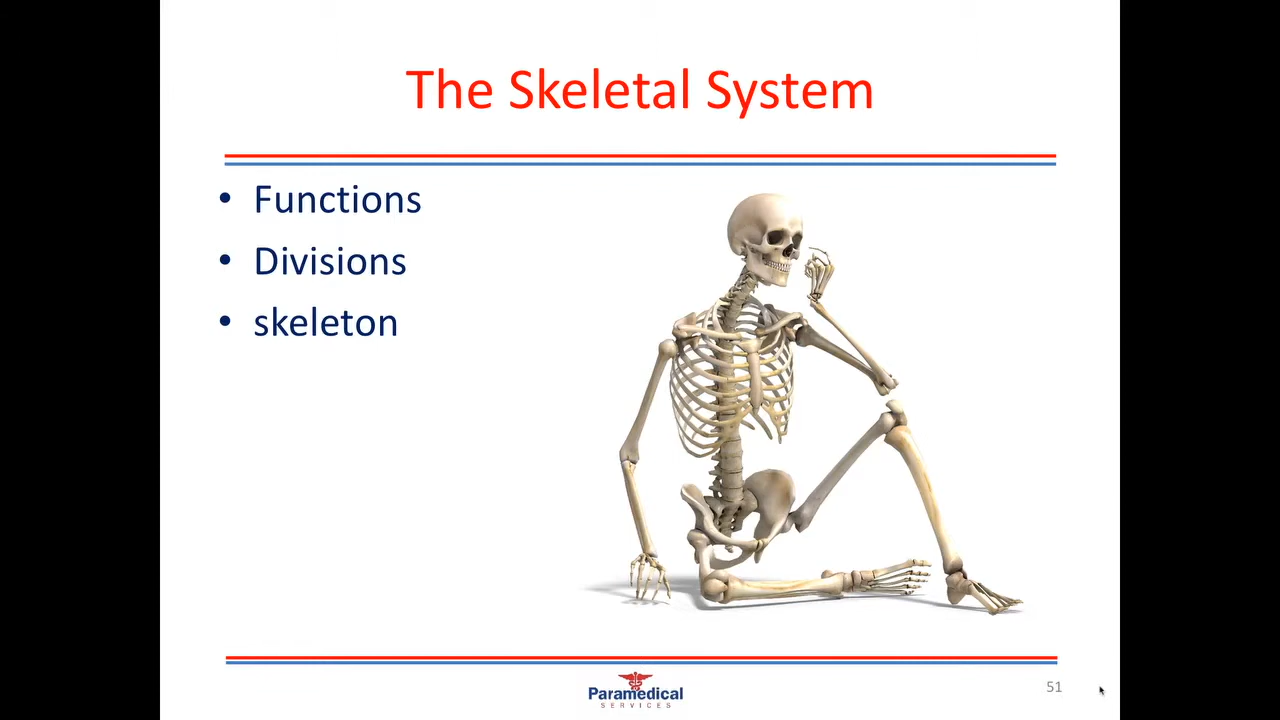 The Skeletal System
• Functions
• Divisions
• skeleton
Paramedical
SERVICES
51